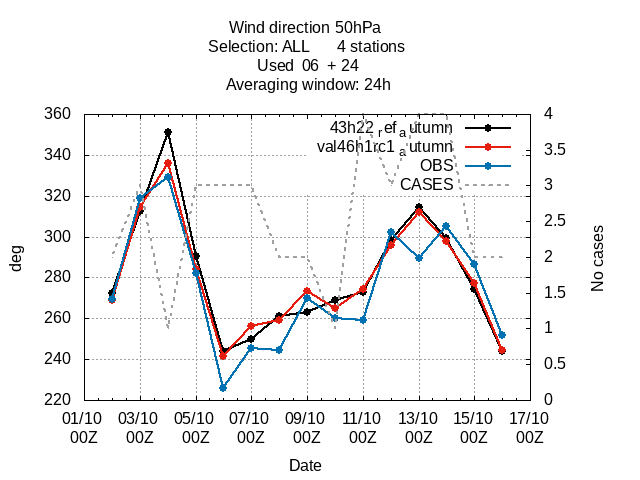 Wind direction 50hPa
Selection: ALL 4 stations
Used 06 + 24
Averaging window: 24h
43h22_ref_autumn
val46h1rc1_autumn
OBS
CASES
360
340
320
300
280
260
240
220
4
3.5
3
2.5
2
1.5
1
0.5
0
deg
No cases
01/10 03/10 05/10 07/10 09/10 11/10 13/10 15/10 17/10
00Z 00Z 00Z 00Z 00Z 00Z 00Z 00Z 00Z
Date